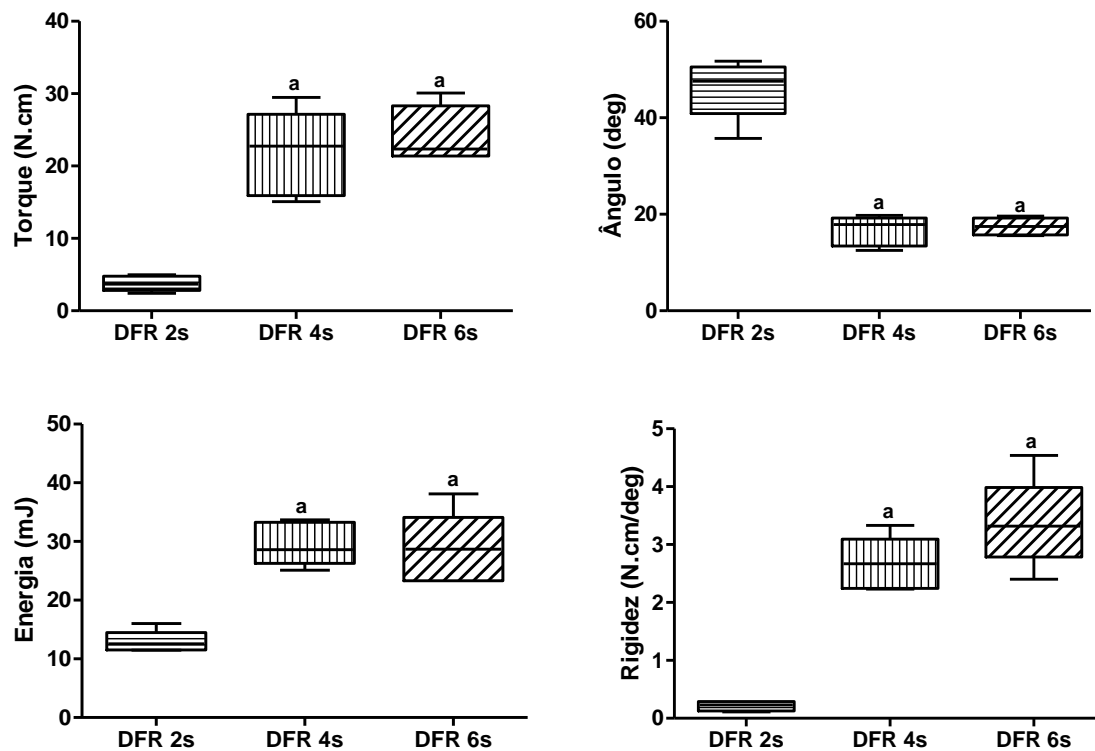 Torque (N.cm)
40
30
20
10
0
a
a
DFR 2s
DFR 4s
DFR 6s
Ângulo (deg)
60
40
20
0
a
a
DFR 2s
DFR 4s
DFR 6s
Energia (mJ)
50
40
30
20
10
0
a
a
DFR 2s
DFR 4s
DFR 6s
Rigidez (N.cm/deg)
5
4
3
2
1
0
a
a
DFR 2s
DFR 4s
DFR 6s